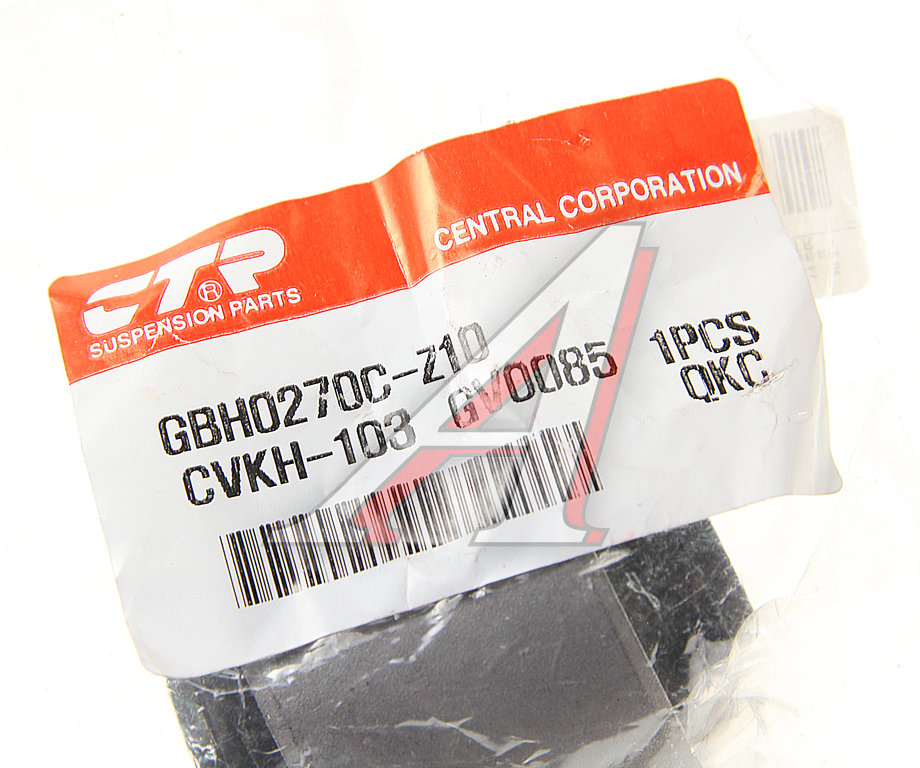 CTR®
SUSPENSION PARTS
CENTRAL CORPORATION
GBH0270C-Z10
CVKH-103 GV0085 1PCS
QKC